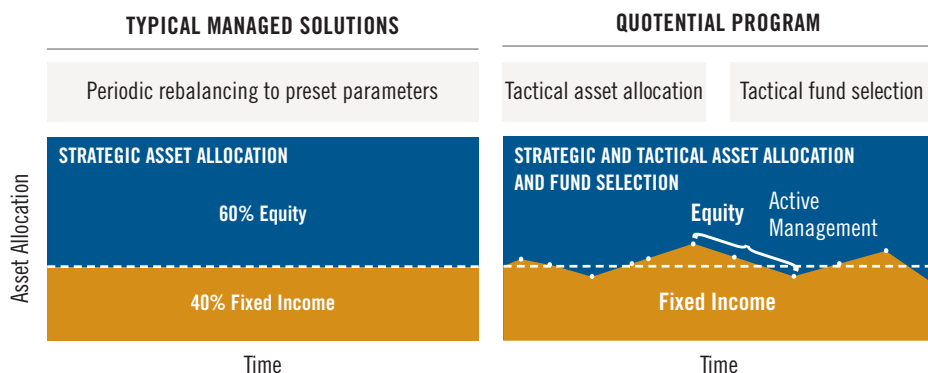 TYPICAL MANAGED SOLUTIONS
Periodic rebalancing to preset parameters
STRATEGIC ASSET ALLOCATION
60% Equity
40% Fixed Income
Asset Allocation
Time
QUOTENTIAL PROGRAM
Tactical asset allocation
Tactical fund selection
STRATEGIC AND TACTICAL ASSET ALLOCATION
AND FUND SELECTION
Equity
Active
Management
Fixed Income
Time